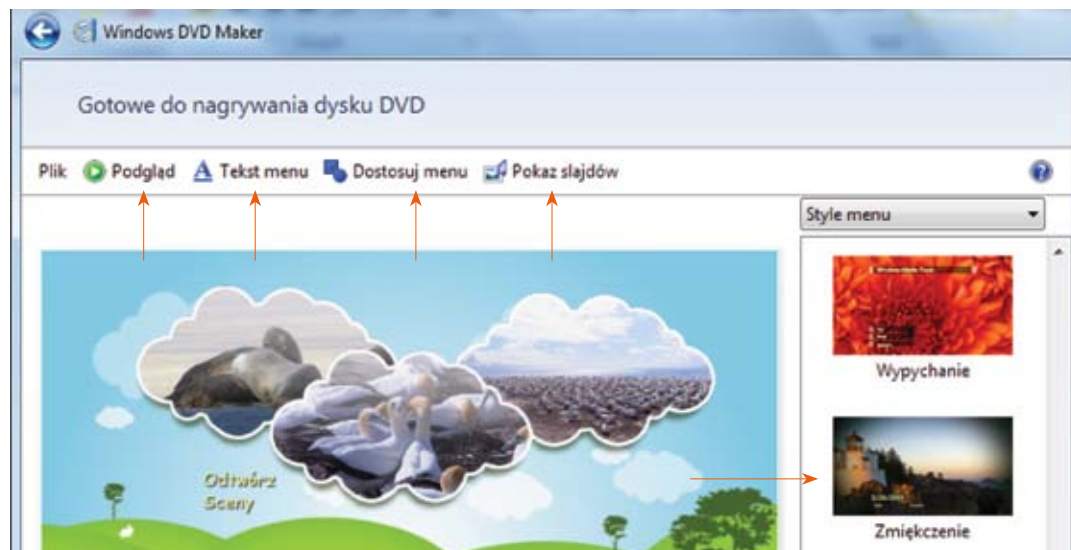 Windows DVD Maker
Gotowe do nagrywania dysku DVD
Plik Podgląd Tekst menu Dostosuj menu Pokaz slajdów
Style menu
Wypychanie
Odtwórz
Sceny
Zmiękczenie